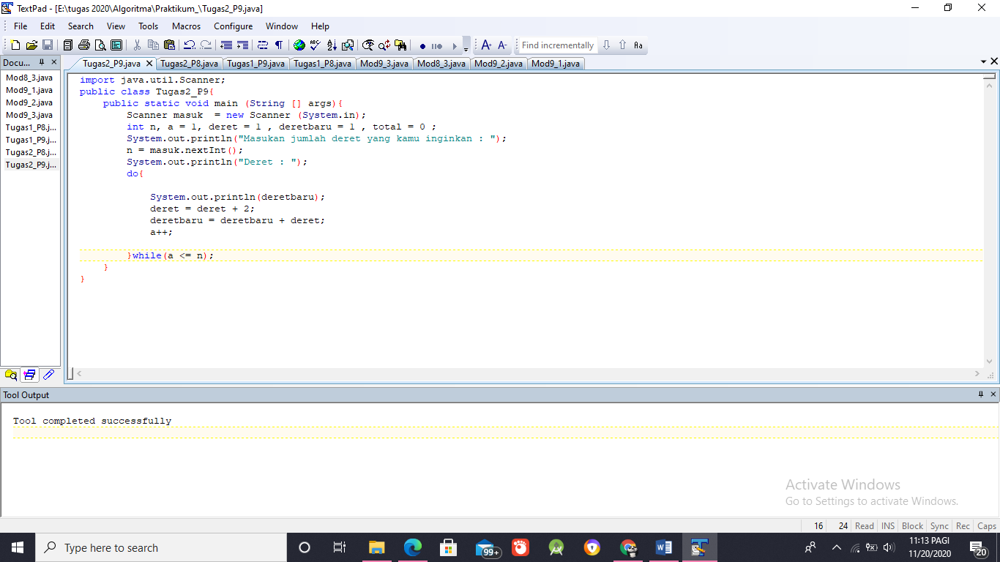 TextPad - [E:\tugas 2020\Algoritma\Praktikum_\Tugas2_P9.java]
File Edit Search View Tools Macros Configure Window Help
Find incrementally Aa
Docu... Tugas2_P9.java Tugas2_P8.java Tugas1_P9.java Tugas1_P8.java Mod9_3.java Mod8_3.java Mod9_2.java Mod9_1.java
Mod8_3.java
Mod9_1.java
Mod9_2.java
Mod9_3.java
Tugas1_P8.j...
Tugas1_P9.j...
Tugas2_P8.j...
Tugas2_P9.j...
import java.util.Scanner;
public class Tugas2_P9{
public static void main (String [] args){
Scanner masuk = new Scanner (System.in);
int n, a = 1, deret = 1 , deretbaru = 1 , total = 0 ;
System.out.println("Masukan jumlah deret yang kamu inginkan : ");
n = masuk.nextInt();
System.out.println("Deret : ");
do{
System.out.println(deretbaru);
deret = deret + 2;
deretbaru = deretbaru + deret;
a++;
}while(a <= n);
}
}
Tool Output
Tool completed successfully
Activate Windows
Go to Settings to activate Windows.
16 24 Read INS Block Sync Rec Caps
Type here to search
99+
11:13 PAGI
11/20/2020
20